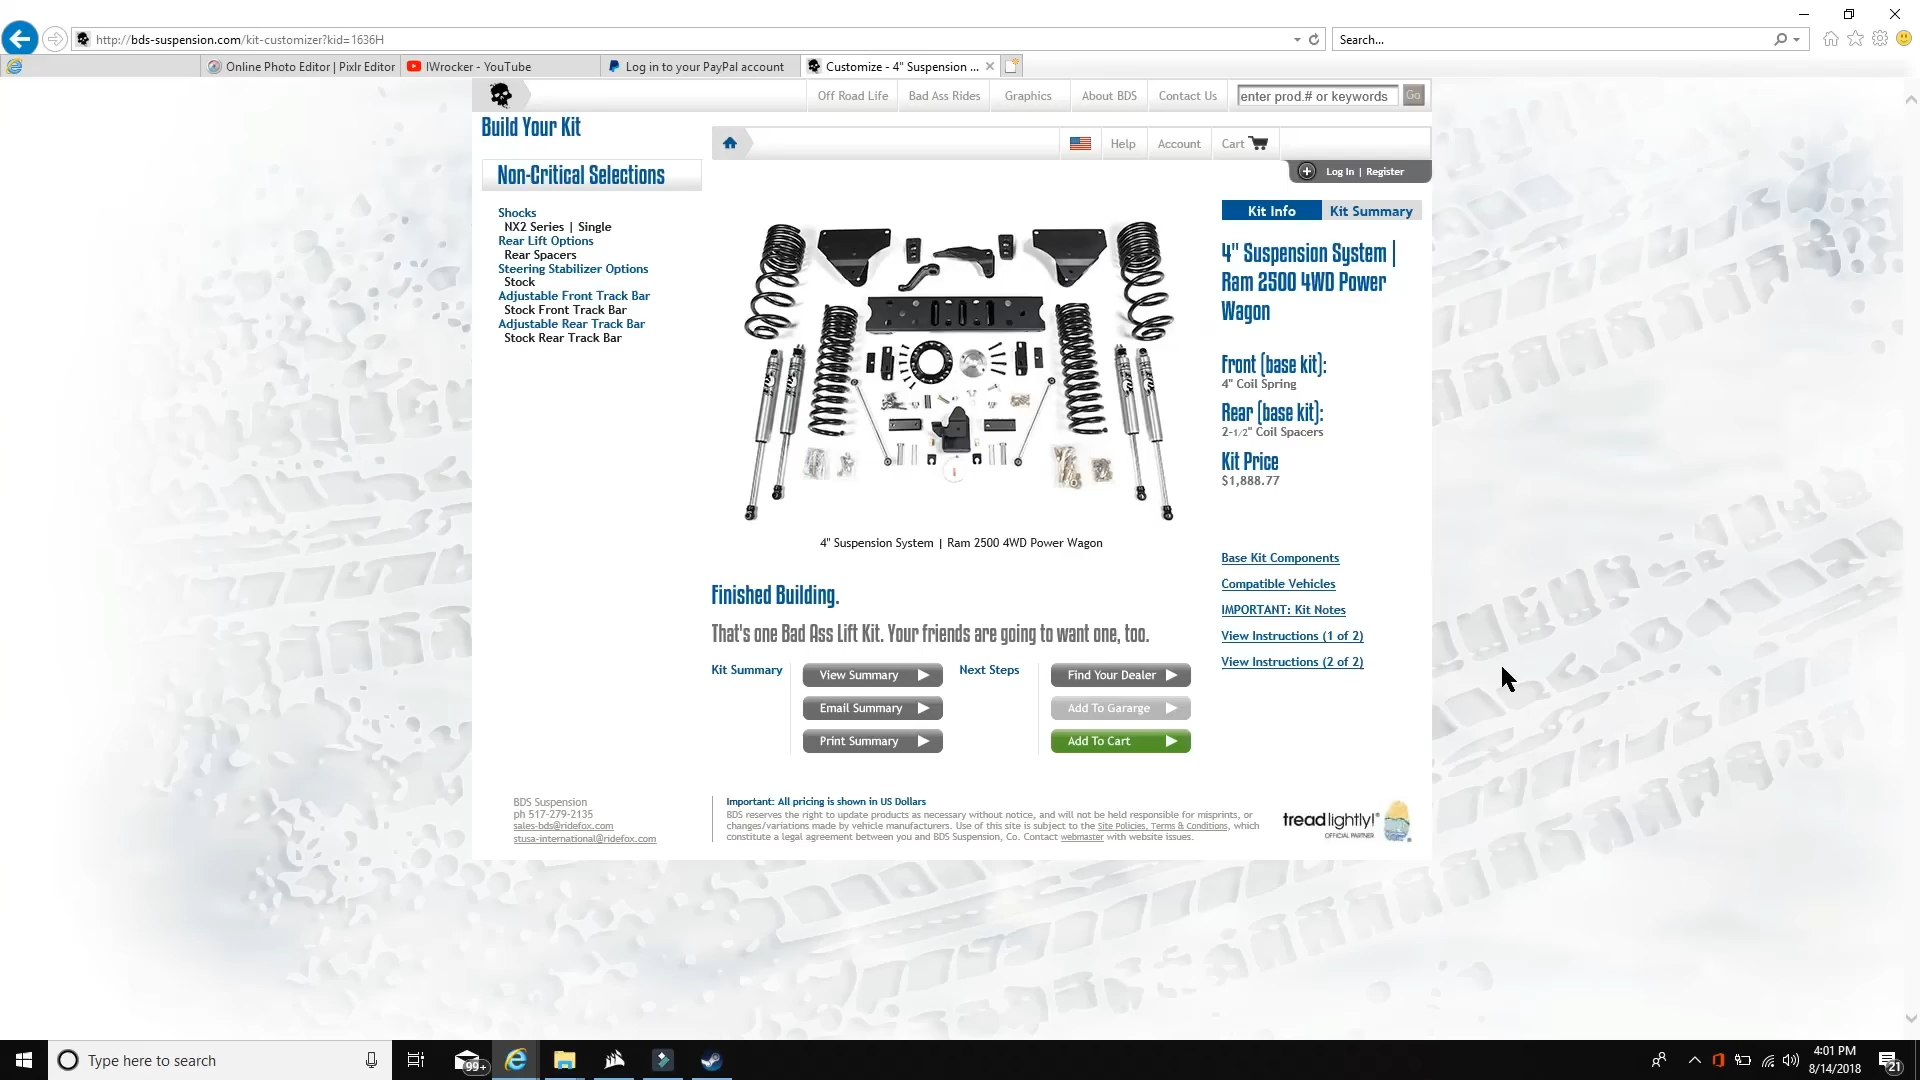 http://bds-suspension.com/kit-customizer?kid=1636H
Search...
Online Photo Editor | Pixlr Editor
IWrocker - YouTube
Log in to your PayPal account
Customize - 4" Suspension ...
Off Road Life
Bad Ass Rides
Graphics
About BDS
Contact Us
enter prod.# or keywords
Go
Build Your Kit
Help
Account
Cart
Log In | Register
Non-Critical Selections
Shocks
NX2 Series | Single
Rear Lift Options
Rear Spacers
Steering Stabilizer Options
Stock
Adjustable Front Track Bar
Stock Front Track Bar
Adjustable Rear Track Bar
Stock Rear Track Bar
Kit Info
Kit Summary
4" Suspension System |
Ram 2500 4WD Power
Wagon
Front (base kit):
4" Coil Spring
Rear (base kit):
2-1/2" Coil Spacers
Kit Price
$1,888.77
4" Suspension System | Ram 2500 4WD Power Wagon
Base Kit Components
Compatible Vehicles
IMPORTANT: Kit Notes
View Instructions (1 of 2)
View Instructions (2 of 2)
Finished Building.
That's one Bad Ass Lift Kit. Your friends are going to want one, too.
Kit Summary
View Summary
Email Summary
Print Summary
Next Steps
Find Your Dealer
Add To Gararge
Add To Cart
BDS Suspension
ph 517-279-2135
sales-bds@ridefox.com
stusa-international@ridefox.com
Important: All pricing is shown in US Dollars
BDS reserves the right to update products as necessary without notice, and will not be held responsible for misprints, or
changes/variations made by vehicle manufacturers. Use of this site is subject to the Site Policies, Terms & Conditions, which
constitute a legal agreement between you and BDS Suspension, Co. Contact webmaster with website issues.
treadlightly!
OFFICIAL PARTNER
Type here to search
99+
4:01 PM
8/14/2018
21